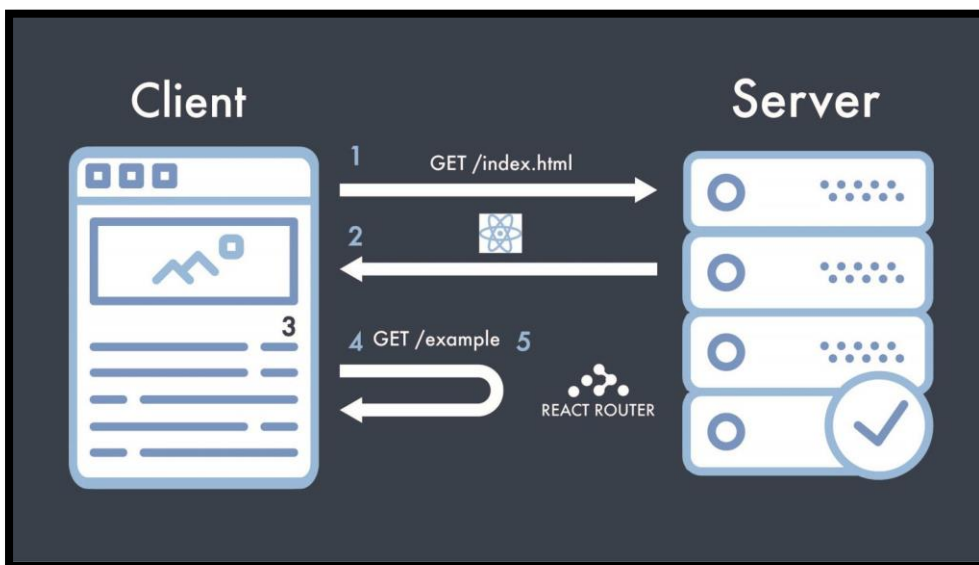 Client
Server
1
GET /index.html
2
3
4 GET /example 5
REACT ROUTER